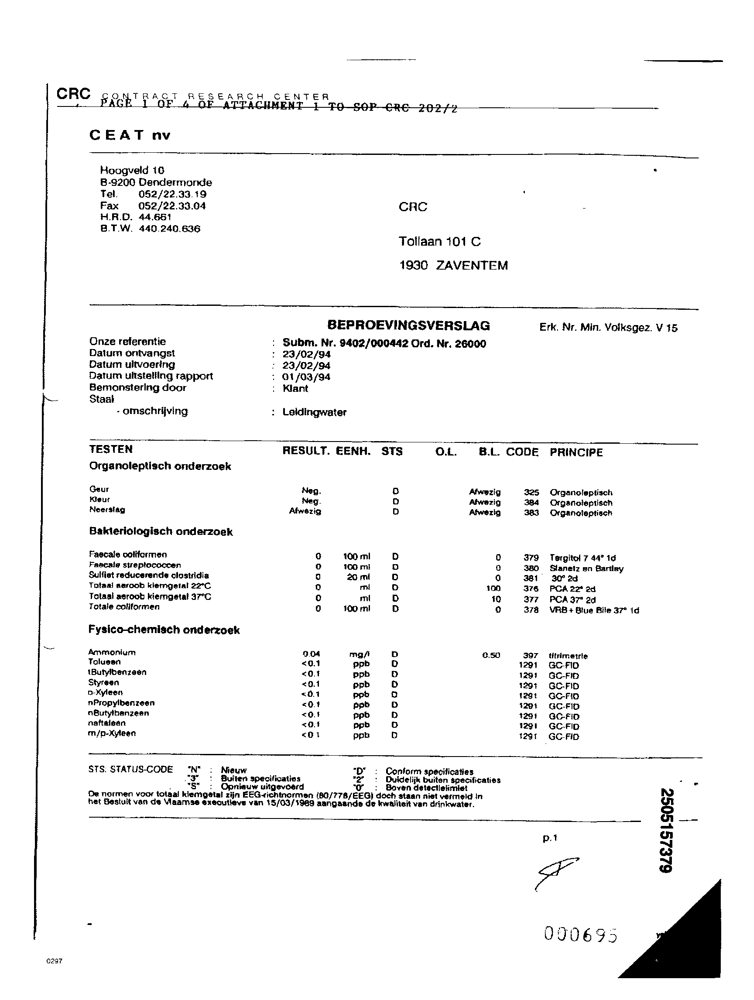 CRC CONTRACT RESEARCH CENTER
PAGE 1 OF 4 OF ATTACHMENT 1 TO SOP CRC 202/2
CEAT nv
Hoogveld 10
B-9200 Dendermonde
Tel. 052/22.33.19
Fax 052/22.33.04
H.R.D. 44.661
B.T.W. 440.240.636
CRC
Tollaan 101 C
1930 ZAVENTEM
BEPROEVINGSVERSLAG Erk. Nr. Min. Volksgez. V 15
Onze referentie : Subm. Nr. 9402/000442 Ord. Nr. 26000
Datum ontvangst : 23/02/94
Datum uitvoering : 23/02/94
Datum uitstelling rapport : 01/03/94
Bemonstering door : Klant
Staal
- omschrijving : Leidingwater
TESTEN RESULT. EENH. STS O.L. B.L. CODE PRINCIPE
Organoleptisch onderzoek
Geur Neg. D Afwezig 325 Organoleptisch
Kleur Neg. D Afwezig 384 Organoleptisch
Neerslag Afwezig D Afwezig 383 Organoleptisch
Bakteriologisch onderzoek
Faecale coliformen 0 100 ml D 0 379 Tergitol 7 44° 1d
Faecale streptococcen 0 100 ml D 0 380 Slanetz en Bartley
Sulfiet reducerende clostridia 0 20 ml D 0 381 30° 2d
Totaal aeroob kiemgetal 22°C 0 ml D 100 376 PCA 22° 2d
Totaal aeroob kiemgetal 37°C 0 ml D 10 377 PCA 37° 2d
Totale coliformen 0 100 ml D 0 378 VRB + Blue Bile 37° 1d
Fysico-chemisch onderzoek
Ammonium 0.04 mg/l D 0.50 397 titrimetrie
Tolueen <0.1 ppb D 1291 GC-FID
tButylbenzeen <0.1 ppb D 1291 GC-FID
Styreen <0.1 ppb D 1291 GC-FID
o-Xyleen <0.1 ppb D 1291 GC-FID
nPropylbenzeen <0.1 ppb D 1291 GC-FID
nButylbenzeen <0.1 ppb D 1291 GC-FID
naftaleen <0.1 ppb D 1291 GC-FID
m/p-Xyleen <0.1 ppb D 1291 GC-FID
STS. STATUS-CODE "N" : Nieuw "D" : Conform specificaties
"3" : Buiten specificaties "2" : Duidelijk buiten specificaties
"S" : Opnieuw uitgevoerd "0" : Boven detectielimiet
De normen voor totaal kiemgetal zijn EEG-richtnormen (80/778/EEG) doch staan niet vermeld in
het Besluit van de Vlaamse executieve van 15/03/1989 aangaande de kwaliteit van drinkwater.
2505157379
p.1
000695
0297